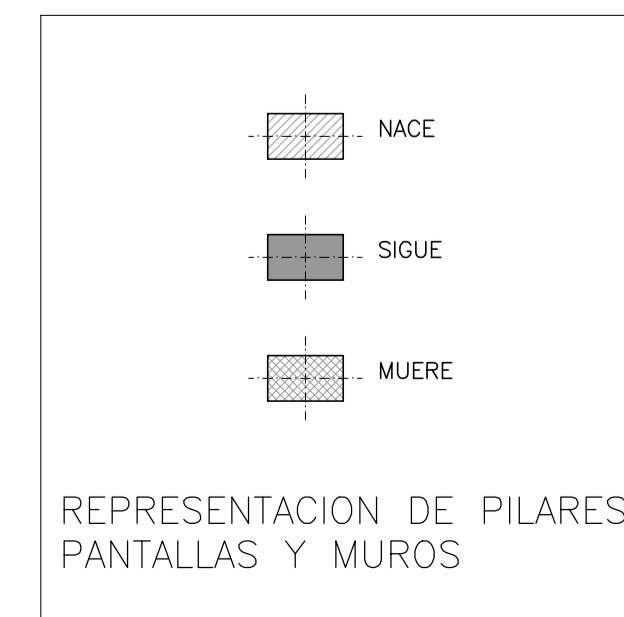 NACE
SIGUE
MUERE
REPRESENTACION DE PILARES
PANTALLAS Y MUROS